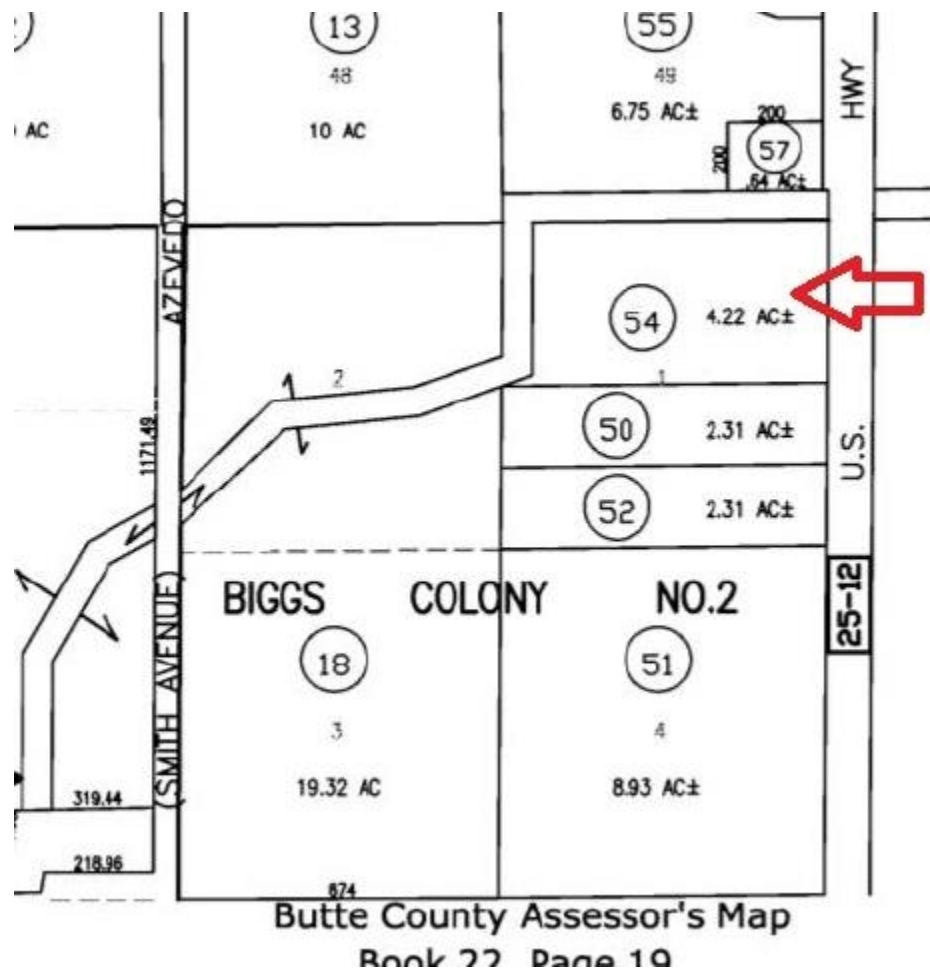 13
55
48
49
6.75 AC±
HWY
10 AC
AC
200
57
200
.64 AC±
AZEVEDO
54
4.22 AC±
2
1
1171.49
50
2.31 AC±
U.S.
52
2.31 AC±
BIGGS COLONY NO.2
25-12
(SMITH AVENUE)
18
51
3
4
19.32 AC
8.93 AC±
319.44
218.96
674
Butte County Assessor's Map
Book 22 Page 19